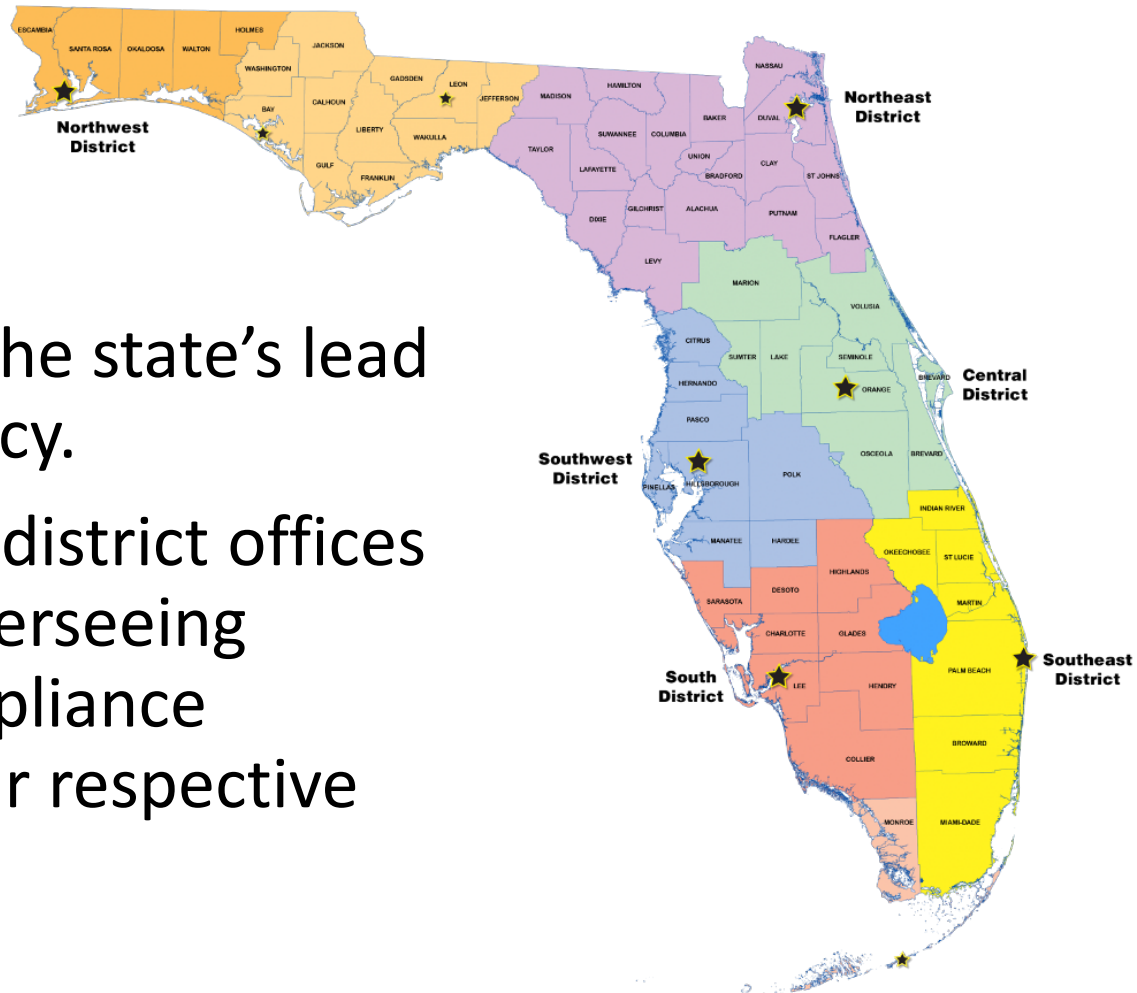 ESCAMBIA
SANTA ROSA
OKALOOSA
WALTON
HOLMES
JACKSON
WASHINGTON
BAY
CALHOUN
GULF
LIBERTY
GADSDEN
LEON
JEFFERSON
WAKULLA
FRANKLIN
Northwest
District
MADISON
HAMILTON
TAYLOR
SUWANNEE
COLUMBIA
BAKER
NASSAU
DUVAL
LAFAYETTE
UNION
BRADFORD
CLAY
ST JOHNS
DIXIE
GILCHRIST
ALACHUA
PUTNAM
FLAGLER
LEVY
Northeast
District
MARION
VOLUSIA
SUMTER
LAKE
SEMINOLE
ORANGE
BREVARD
OSCEOLA
BREVARD
Central
District
CITRUS
HERNANDO
PASCO
PINELLAS
HILLSBOROUGH
POLK
MANATEE
HARDEE
Southwest
District
SARASOTA
DESOTO
HIGHLANDS
CHARLOTTE
GLADES
LEE
HENDRY
COLLIER
MONROE
South
District
INDIAN RIVER
OKEECHOBEE
ST LUCIE
MARTIN
PALM BEACH
BROWARD
MIAMI-DADE
Southeast
District
he state’s lead
cy.
district offices
erseeing
pliance
r respective